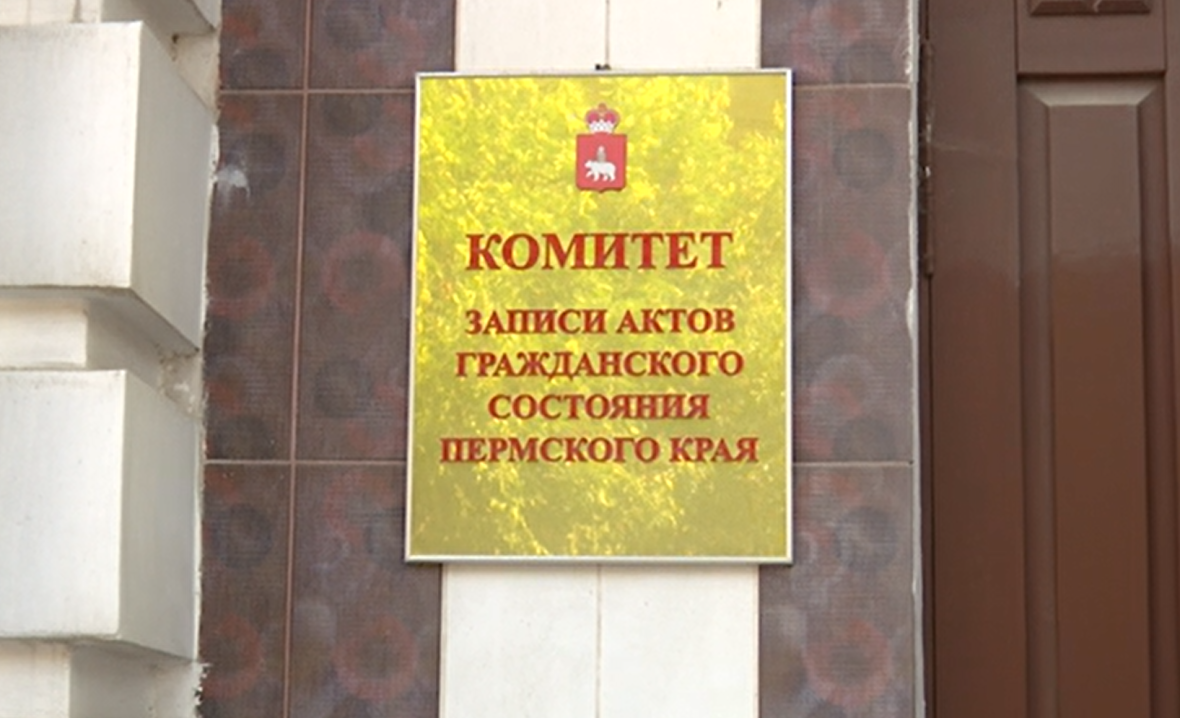 КОМИТЕТ
ЗАПИСИ АКТОВ
ГРАЖДАНСКОГО
СОСТОЯНИЯ
ПЕРМСКОГО КРАЯ